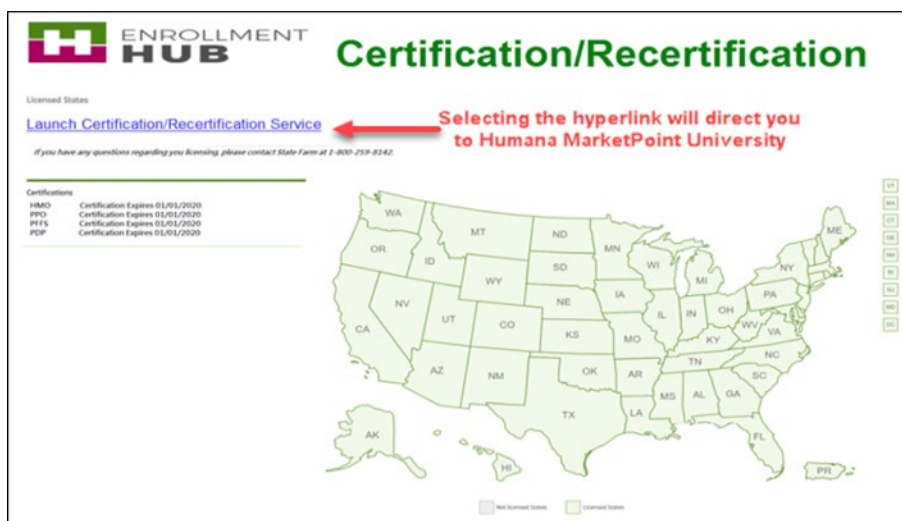 ENROLLMENT
HUB
Certification/Recertification
Licensed States
Launch Certification/Recertification Service
Selecting the hyperlink will direct you
to Humana MarketPoint University
If you have any questions regarding you licensing, please contact State Farm at 1-800-259-8142.
Certifications
HMO Certification Expires 01/01/2020
PPO Certification Expires 01/01/2020
PFFS Certification Expires 01/01/2020
PDP Certification Expires 01/01/2020
WA
MT
ND
MN
ME
OR
ID
SD
WI
MI
NY
WY
NV
NE
IA
PA
UT
CO
IL
IN
OH
CA
KS
MO
WV
VA
KY
AZ
NM
OK
AR
TN
NC
SC
MS
AL
GA
TX
LA
AK
FL
HI
PR
VT
MA
CT
DE
NH
RI
NJ
MD
DC
Not licensed States
Licensed States